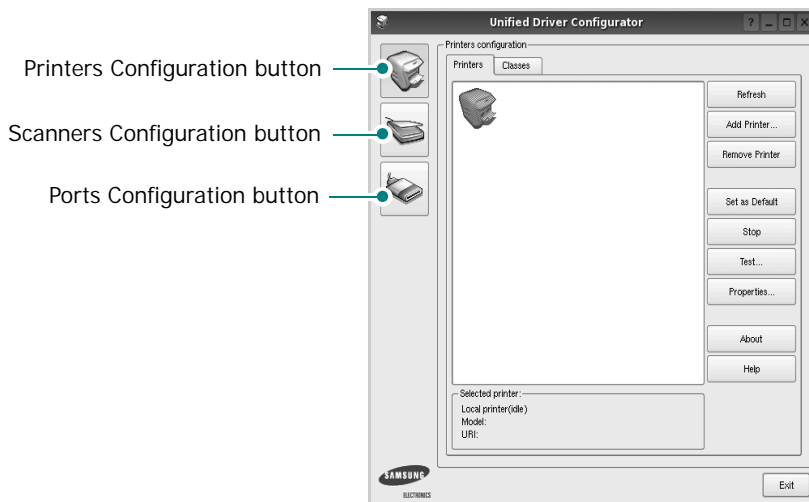 Unified Driver Configurator
Printers configuration
Printers Configuration button
Printers
Classes
Refresh
Add Printer...
Remove Printer
Scanners Configuration button
Ports Configuration button
Set as Default
Stop
Test...
Properties...
About
Help
Selected printer:
Local printer(idle)
Model:
URI:
SAMSUNG
ELECTRONICS
Exit